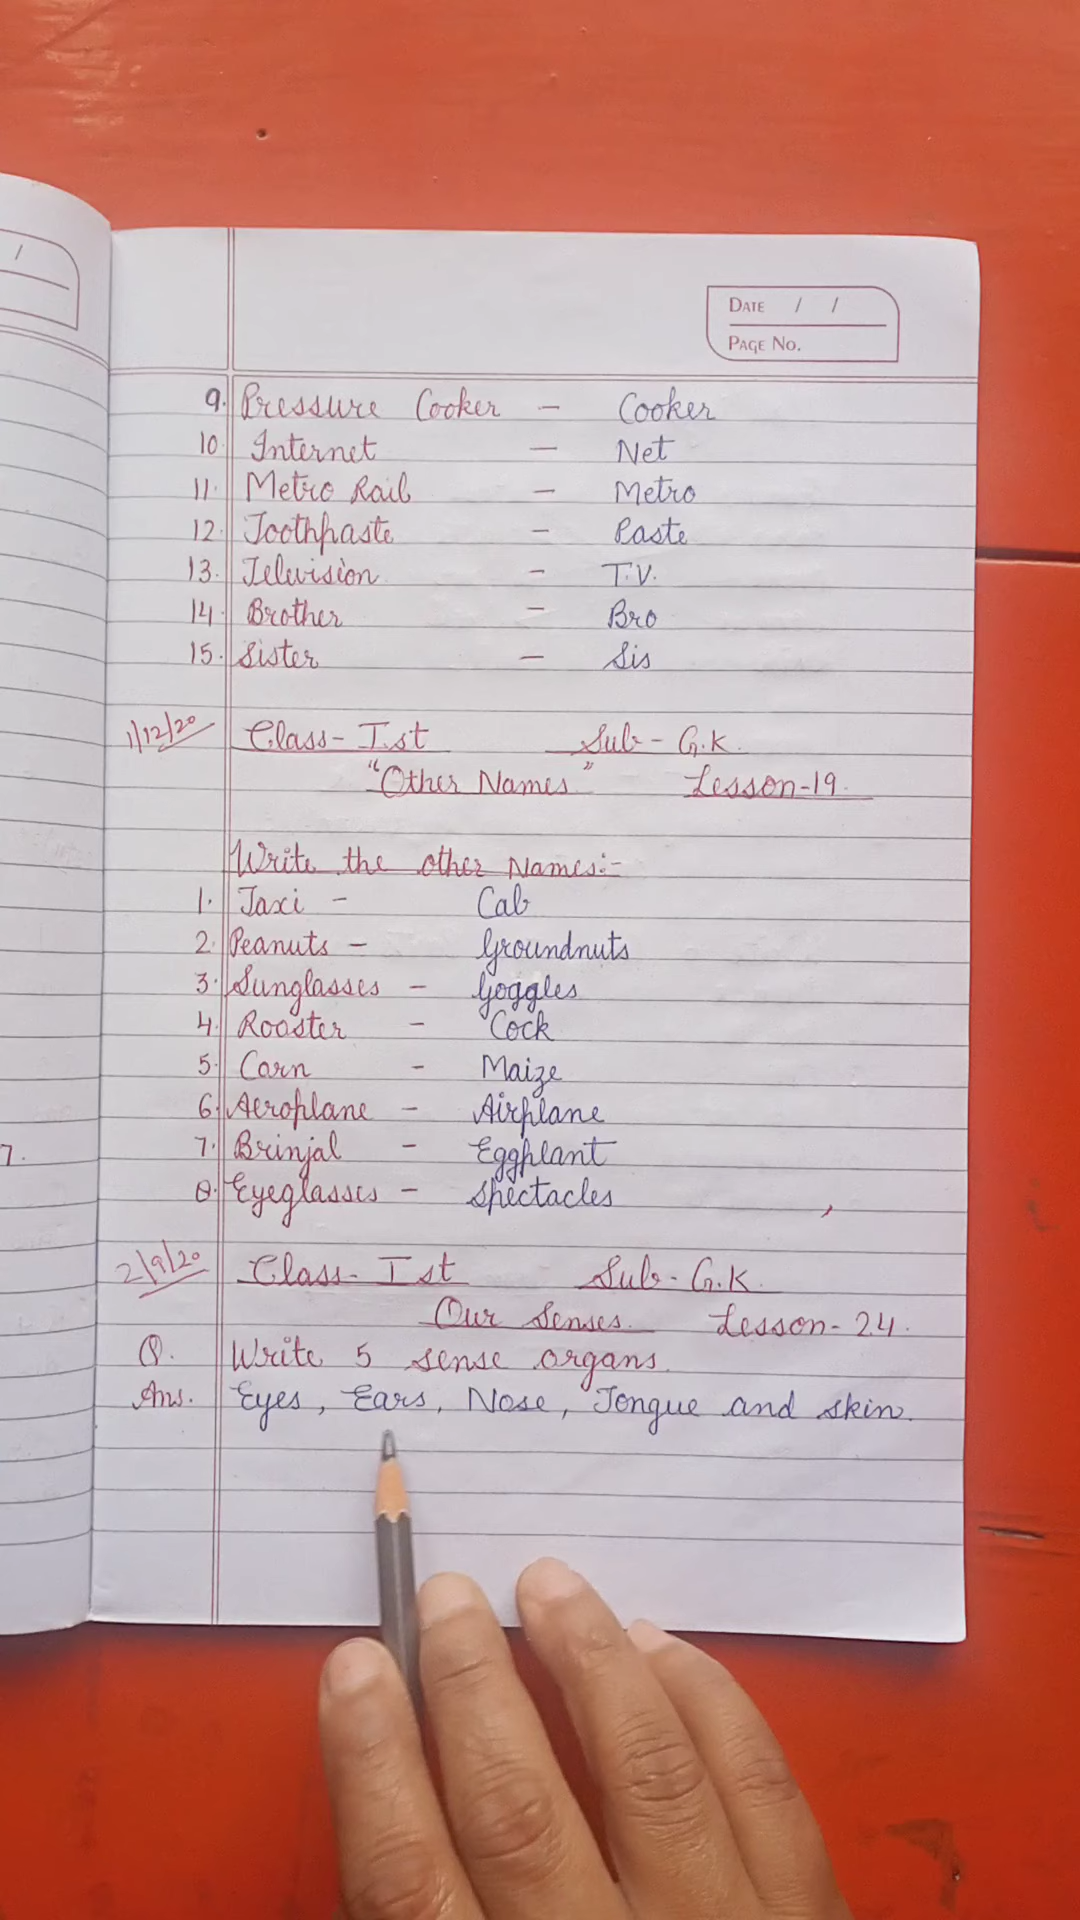 /
DATE / /
PAGE NO.
9. Pressure Cooker - Cooker
10. Internet - Net
11. Metro Rail - Metro
12. Toothpaste - Paste
13. Television - T.V.
14. Brother - Bro
15. Sister - Sis
1/12/20 Class - Ist Sub - G.K.
"Other Names" Lesson-19.
Write the other Names:-
1. Taxi - Cab
2. Peanuts - Groundnuts
3. Sunglasses - Goggles
4. Rooster - Cock
5. Corn - Maize
6. Aeroplane - Airplane
7. Brinjal - Eggplant
8. Eyeglasses - Spectacles
7.
2/9/20 Class - Ist Sub - G.K.
Our Senses. Lesson - 24.
Q. Write 5 sense organs.
Ans. Eyes, Ears, Nose, Tongue and skin.